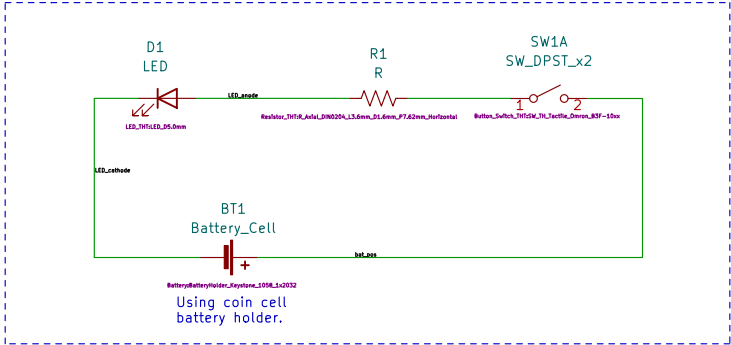 D1
LED
R1
R
SW1A
SW_DPST_x2
LED_anode
1
2
LED_THT:LED_D5.0mm
Resistor_THT:R_Axial_DIN0204_L3.6mm_D1.6mm_P7.62mm_Horizontal
Button_Switch_THT:SW_TH_Tactile_Omron_B3F-10xx
LED_cathode
BT1
Battery_Cell
bat_pos
+
Battery:BatteryHolder_Keystone_1058_1x2032
Using coin cell
battery holder.